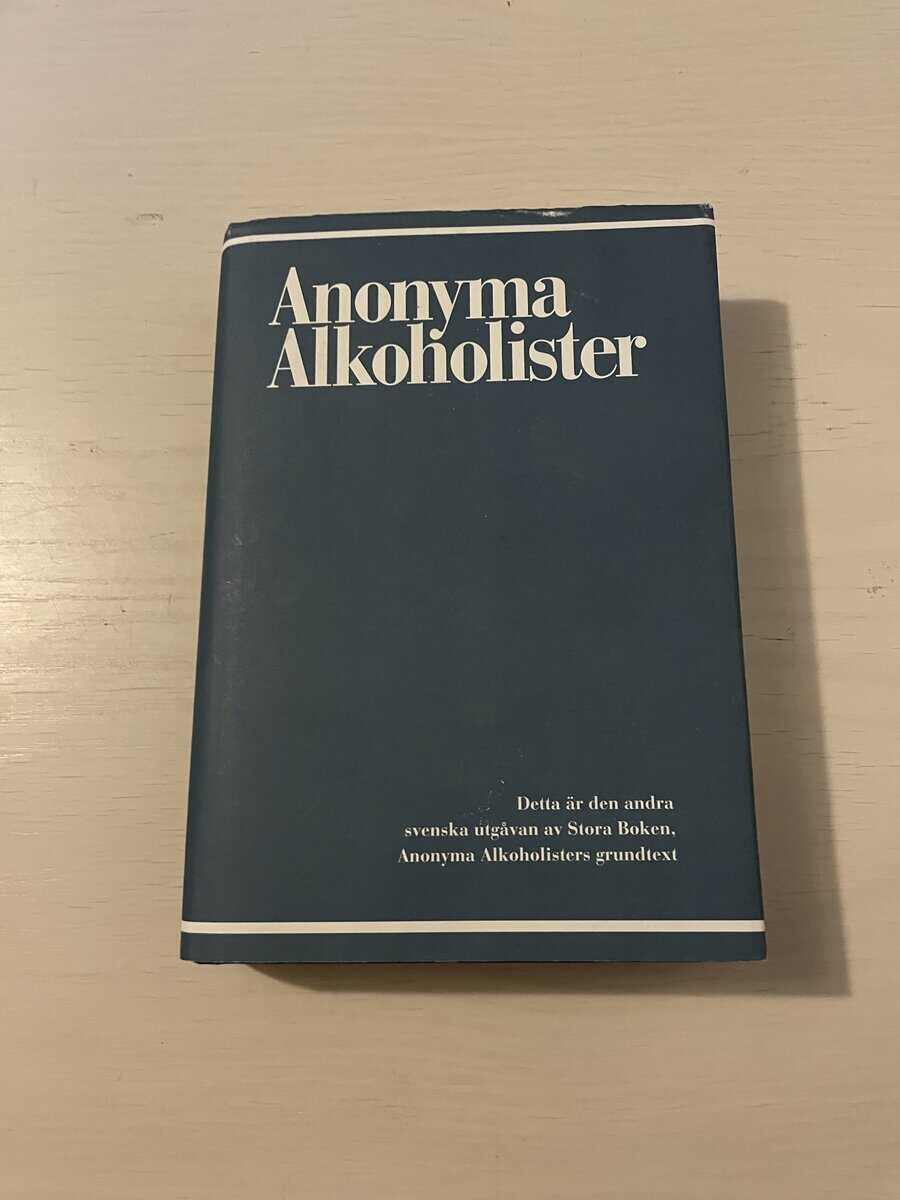 Anonyma
Alkoholister
Detta är den andra
svenska utgåvan av Stora Boken,
Anonyma Alkoholisters grundtext